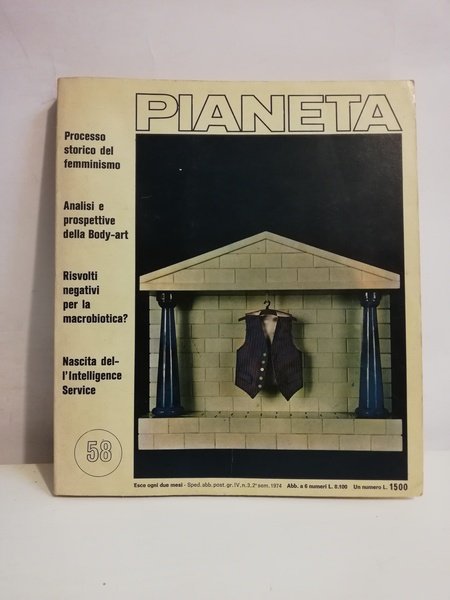 PIANETA
Processo
storico del
femminismo
Analisi e
prospettive
della Body-art
Risvolti
negativi
per la
macrobiotica?
Nascita del-
l'Intelligence
Service
58
Esce ogni due mesi - Sped. abb. post. gr. IV, n. 3, 2° sem. 1974 Abb. a 6 numeri L. 8.100 Un numero L. 1500